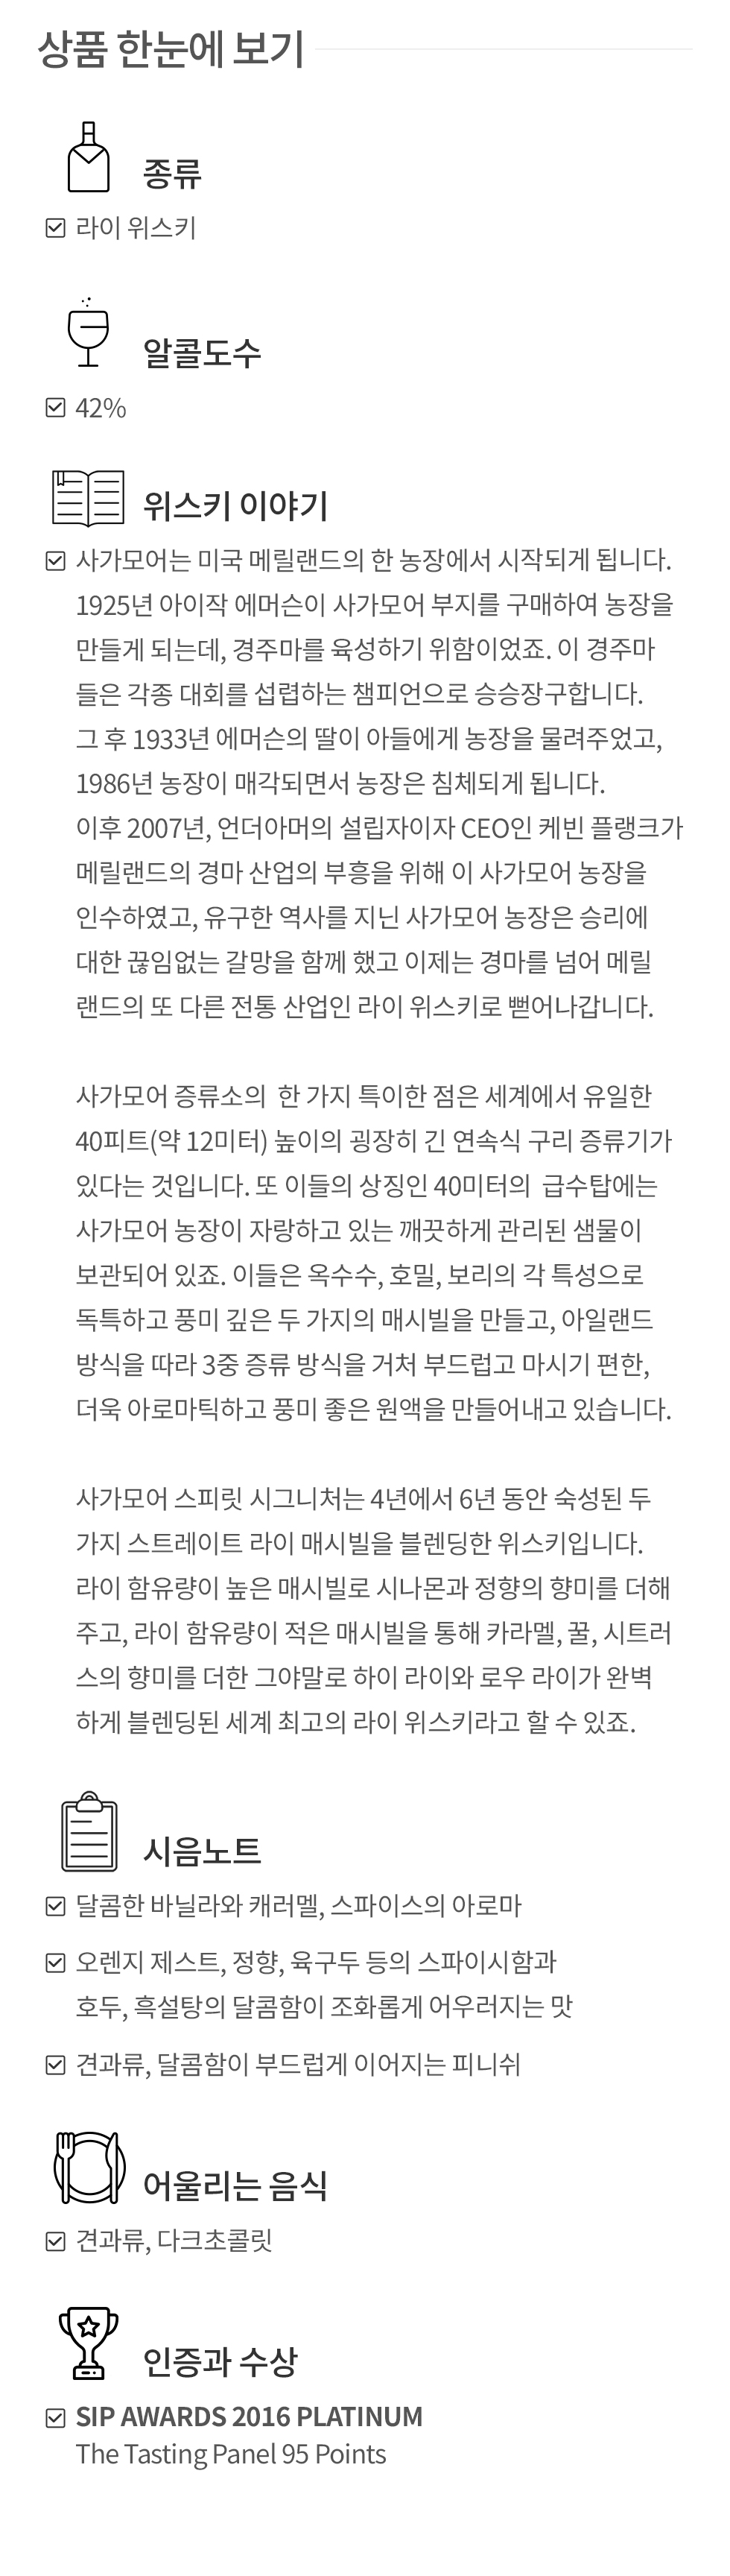 상품 한눈에 보기
종류
라이 위스키
알콜도수
42%
위스키 이야기
사가모어는 미국 메릴랜드의 한 농장에서 시작되게 됩니다.
1925년 아이작 에머슨이 사가모어 부지를 구매하여 농장을
만들게 되는데, 경주마를 육성하기 위함이었죠. 이 경주마
들은 각종 대회를 섭렵하는 챔피언으로 승승장구합니다.
그 후 1933년 에머슨의 딸이 아들에게 농장을 물려주었고,
1986년 농장이 매각되면서 농장은 침체되게 됩니다.
이후 2007년, 언더아머의 설립자이자 CEO인 케빈 플랭크가
메릴랜드의 경마 산업의 부흥을 위해 이 사가모어 농장을
인수하였고, 유구한 역사를 지닌 사가모어 농장은 승리에
대한 끊임없는 갈망을 함께 했고 이제는 경마를 넘어 메릴
랜드의 또 다른 전통 산업인 라이 위스키로 뻗어나갑니다.
사가모어 증류소의 한 가지 특이한 점은 세계에서 유일한
40피트(약 12미터) 높이의 굉장히 긴 연속식 구리 증류기가
있다는 것입니다. 또 이들의 상징인 40미터의 급수탑에는
사가모어 농장이 자랑하고 있는 깨끗하게 관리된 샘물이
보관되어 있죠. 이들은 옥수수, 호밀, 보리의 각 특성으로
독특하고 풍미 깊은 두 가지의 매시빌을 만들고, 아일랜드
방식을 따라 3중 증류 방식을 거처 부드럽고 마시기 편한,
더욱 아로마틱하고 풍미 좋은 원액을 만들어내고 있습니다.
사가모어 스피릿 시그니처는 4년에서 6년 동안 숙성된 두
가지 스트레이트 라이 매시빌을 블렌딩한 위스키입니다.
라이 함유량이 높은 매시빌로 시나몬과 정향의 향미를 더해
주고, 라이 함유량이 적은 매시빌을 통해 카라멜, 꿀, 시트러
스의 향미를 더한 그야말로 하이 라이와 로우 라이가 완벽
하게 블렌딩된 세계 최고의 라이 위스키라고 할 수 있죠.
시음노트
달콤한 바닐라와 캐러멜, 스파이스의 아로마
오렌지 제스트, 정향, 육구두 등의 스파이시함과
호두, 흑설탕의 달콤함이 조화롭게 어우러지는 맛
견과류, 달콤함이 부드럽게 이어지는 피니쉬
어울리는 음식
견과류, 다크초콜릿
인증과 수상
SIP AWARDS 2016 PLATINUM
The Tasting Panel 95 Points